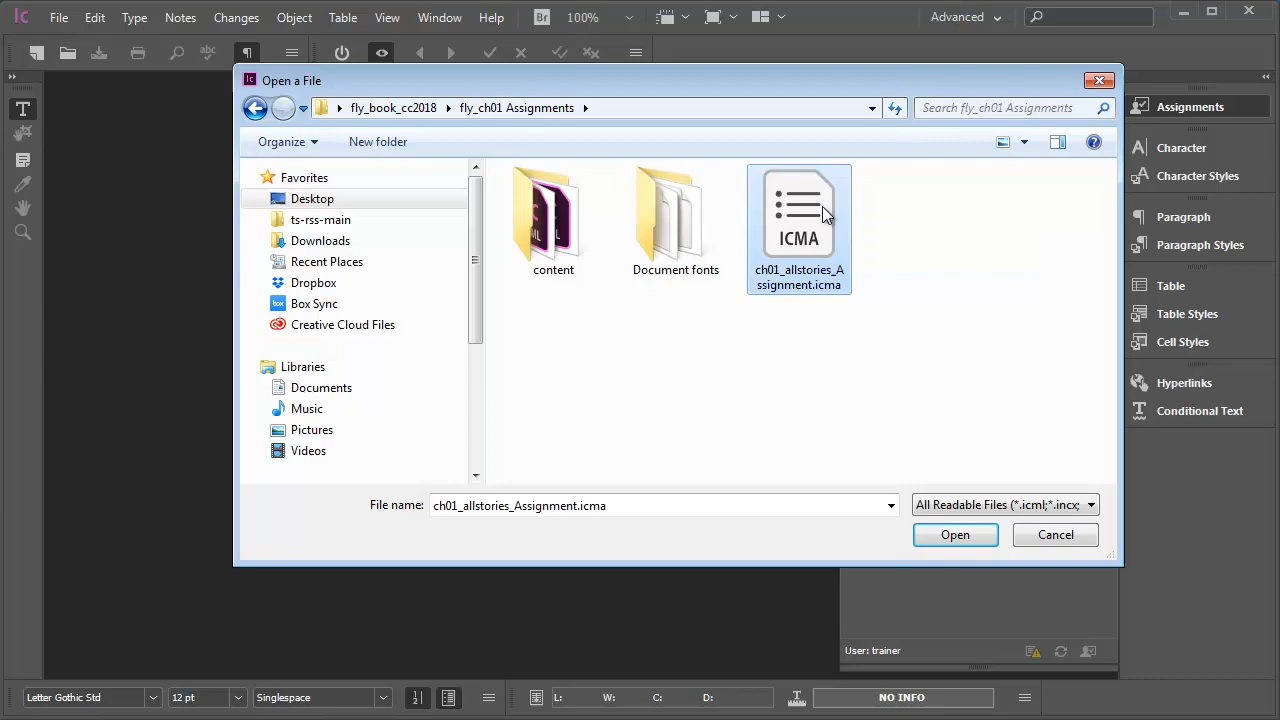 Ic File Edit Type Notes Changes Object Table View Window Help Br 100% Advanced
abc
Open a File
fly_book_cc2018 fly_ch01 Assignments Search fly_ch01 Assignments
Organize New folder
Favorites
Desktop
ts-rss-main
Downloads
Recent Places
Dropbox
box Box Sync
Creative Cloud Files
Libraries
Documents
Music
Pictures
Videos
content
Document fonts
ICMA
ch01_allstories_A
ssignment.icma
File name: ch01_allstories_Assignment.icma All Readable Files (*.icml;*.incx;
Open Cancel
Assignments
Character
Character Styles
Paragraph
Paragraph Styles
Table
Table Styles
Cell Styles
Hyperlinks
Conditional Text
User: trainer
Letter Gothic Std 12 pt Singlespace L: W: C: D: NO INFO